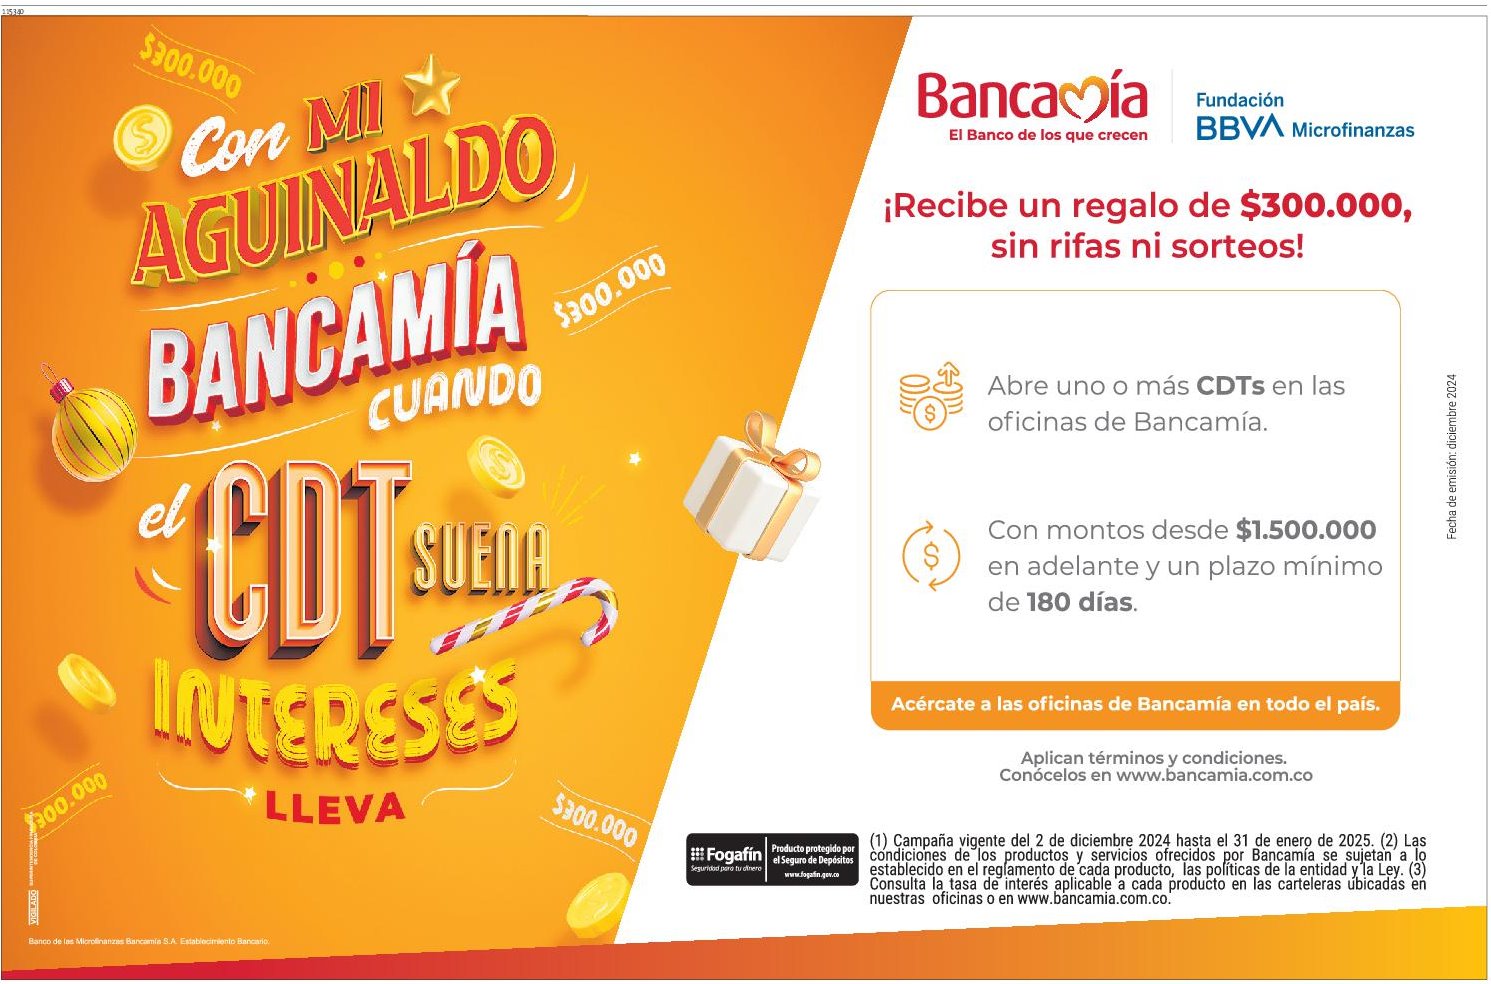 115340
$300.000
Con MI
AGUINALDO
BANCAMÍA
CUANDO
$300.000
el CDT SUENA
INTERESES
LLEVA
$300.000
$300.000
VIGILADO
Banco de las Microfinanzas Bancamía S.A. Establecimiento Bancario.
Bancamía
El Banco de los que crecen
Fundación
BBVA Microfinanzas
¡Recibe un regalo de $300.000,
sin rifas ni sorteos!
Abre uno o más CDTs en las
oficinas de Bancamía.
Con montos desde $1.500.000
en adelante y un plazo mínimo
de 180 días.
Acércate a las oficinas de Bancamía en todo el país.
Fecha de emisión: diciembre 2024
Aplican términos y condiciones.
Conócelos en www.bancamia.com.co
Fogafín
Seguridad para tu dinero
Producto protegido por
el Seguro de Depósitos
www.fogafin.gov.co
(1) Campaña vigente del 2 de diciembre 2024 hasta el 31 de enero de 2025. (2) Las
condiciones de los productos y servicios ofrecidos por Bancamía se sujetan a lo
establecido en el reglamento de cada producto, las políticas de la entidad y la Ley. (3)
Consulta la tasa de interés aplicable a cada producto en las carteleras ubicadas en
nuestras oficinas o en www.bancamia.com.co.